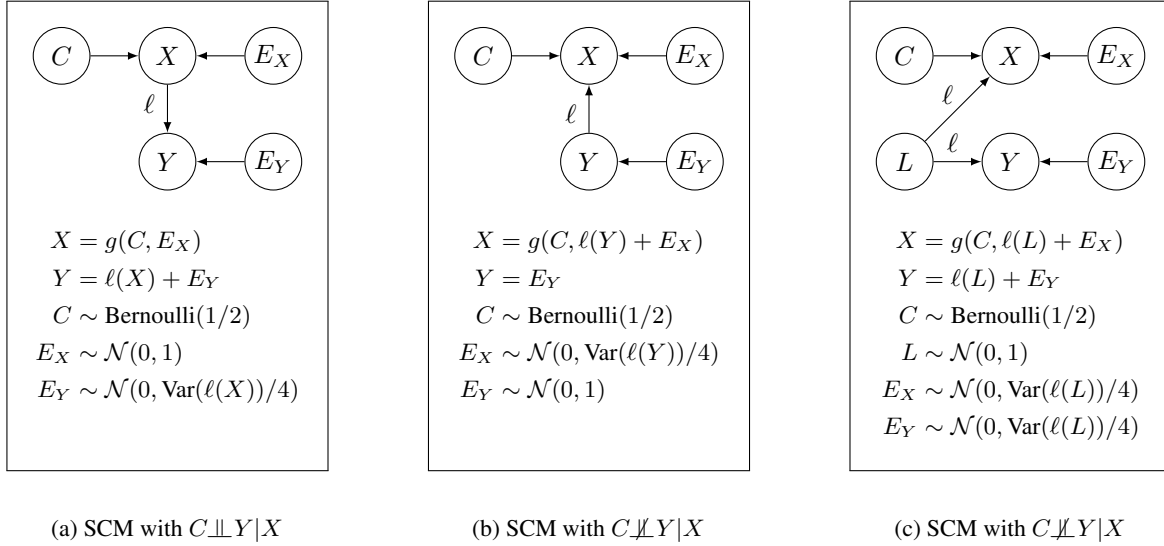 C X E_X
ℓ
Y E_Y
X = g(C, E_X)
Y = ℓ(X) + E_Y
C ∼ Bernoulli(1/2)
E_X ∼ 𝒩(0, 1)
E_Y ∼ 𝒩(0, Var(ℓ(X))/4)
(a) SCM with C ⫫ Y|X
C X E_X
ℓ
Y E_Y
X = g(C, ℓ(Y) + E_X)
Y = E_Y
C ∼ Bernoulli(1/2)
E_X ∼ 𝒩(0, Var(ℓ(Y))/4)
E_Y ∼ 𝒩(0, 1)
(b) SCM with C ⫫̸ Y|X
C X E_X
ℓ
L ℓ Y E_Y
X = g(C, ℓ(L) + E_X)
Y = ℓ(L) + E_Y
C ∼ Bernoulli(1/2)
L ∼ 𝒩(0, 1)
E_X ∼ 𝒩(0, Var(ℓ(L))/4)
E_Y ∼ 𝒩(0, Var(ℓ(L))/4)
(c) SCM with C ⫫̸ Y|X